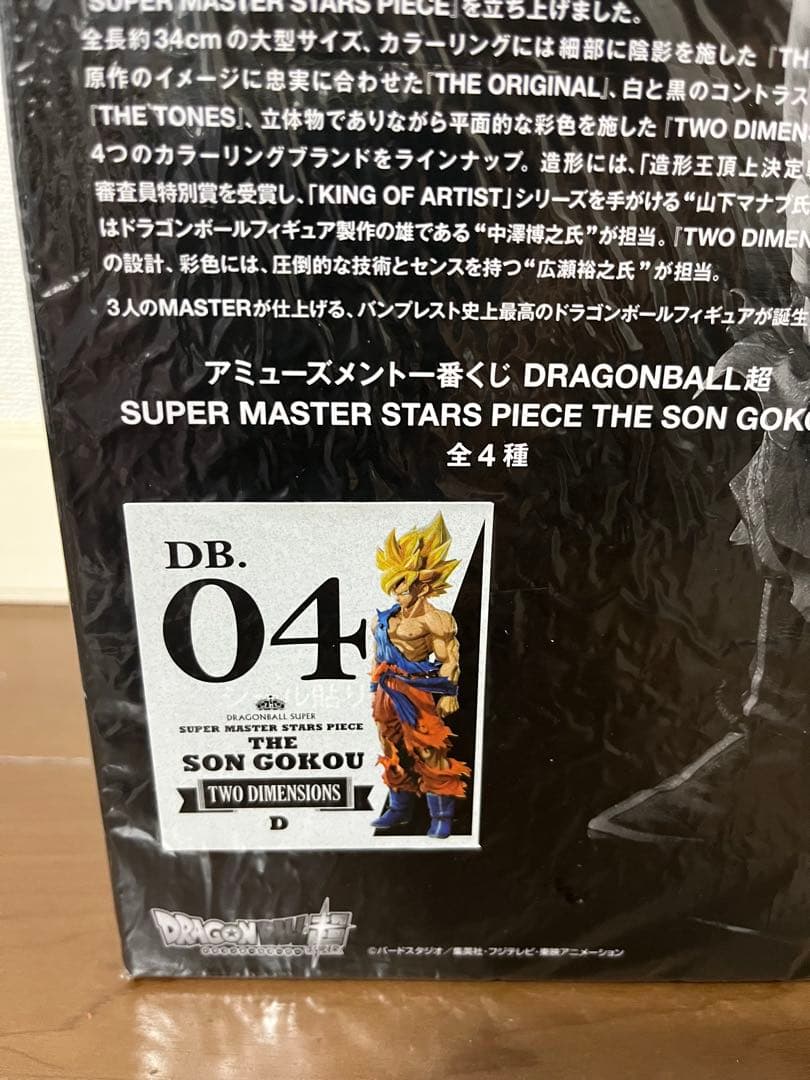 SUPER MASTER STARS PIECE』を立ち上げました。
全長約34cmの大型サイズ、カラーリングには細部に陰影を施した『THE
原作のイメージに忠実に合わせた『THE ORIGINAL』、白と黒のコントラス
『THE TONES』、立体物でありながら平面的な彩色を施した『TWO DIMEN
4つのカラーリングブランドをラインナップ。造形には、「造形王頂上決定
審査員特別賞を受賞し、「KING OF ARTIST」シリーズを手がける“山下マナブ氏
はドラゴンボールフィギュア製作の雄である“中澤博之氏”が担当。『TWO DIMEN
の設計、彩色には、圧倒的な技術とセンスを持つ“広瀬裕之氏”が担当。
3人のMASTERが仕上げる、バンプレスト史上最高のドラゴンボールフィギュアが誕生
アミューズメント一番くじ DRAGONBALL超
SUPER MASTER STARS PIECE THE SON GOKO
全4種
DB.
04
シール貼り
DRAGONBALL SUPER
SUPER MASTER STARS PIECE
THE
SON GOKOU
TWO DIMENSIONS
D
DRAGONBALL超
©バードスタジオ／集英社・フジテレビ・東映アニメーション